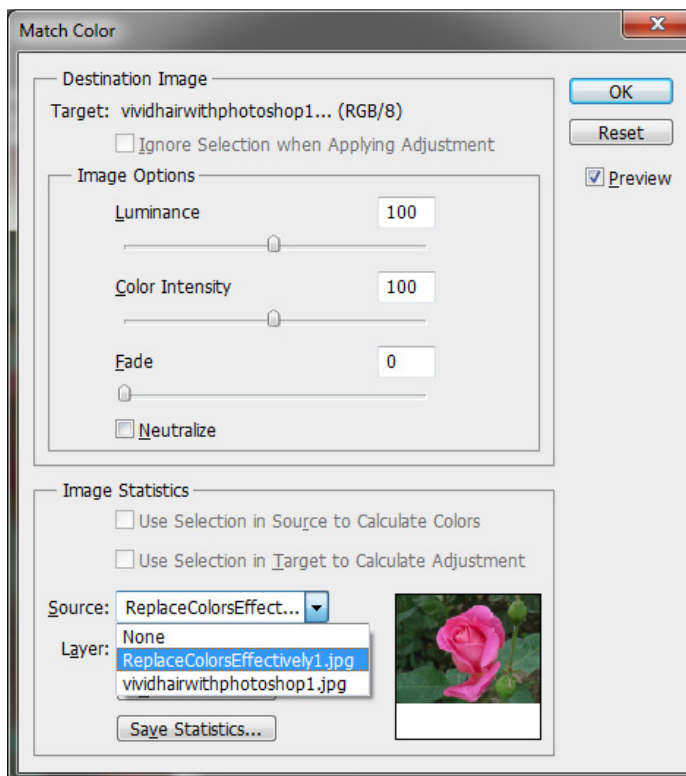 Match Color
Destination Image
Target: vividhairwithphotoshop1... (RGB/8)
Ignore Selection when Applying Adjustment
Image Options
Luminance 100
Color Intensity 100
Fade 0
Neutralize
OK
Reset
Preview
Image Statistics
Use Selection in Source to Calculate Colors
Use Selection in Target to Calculate Adjustment
Source: ReplaceColorsEffect...
None
Layer:
ReplaceColorsEffectively1.jpg
vividhairwithphotoshop1.jpg
Save Statistics...